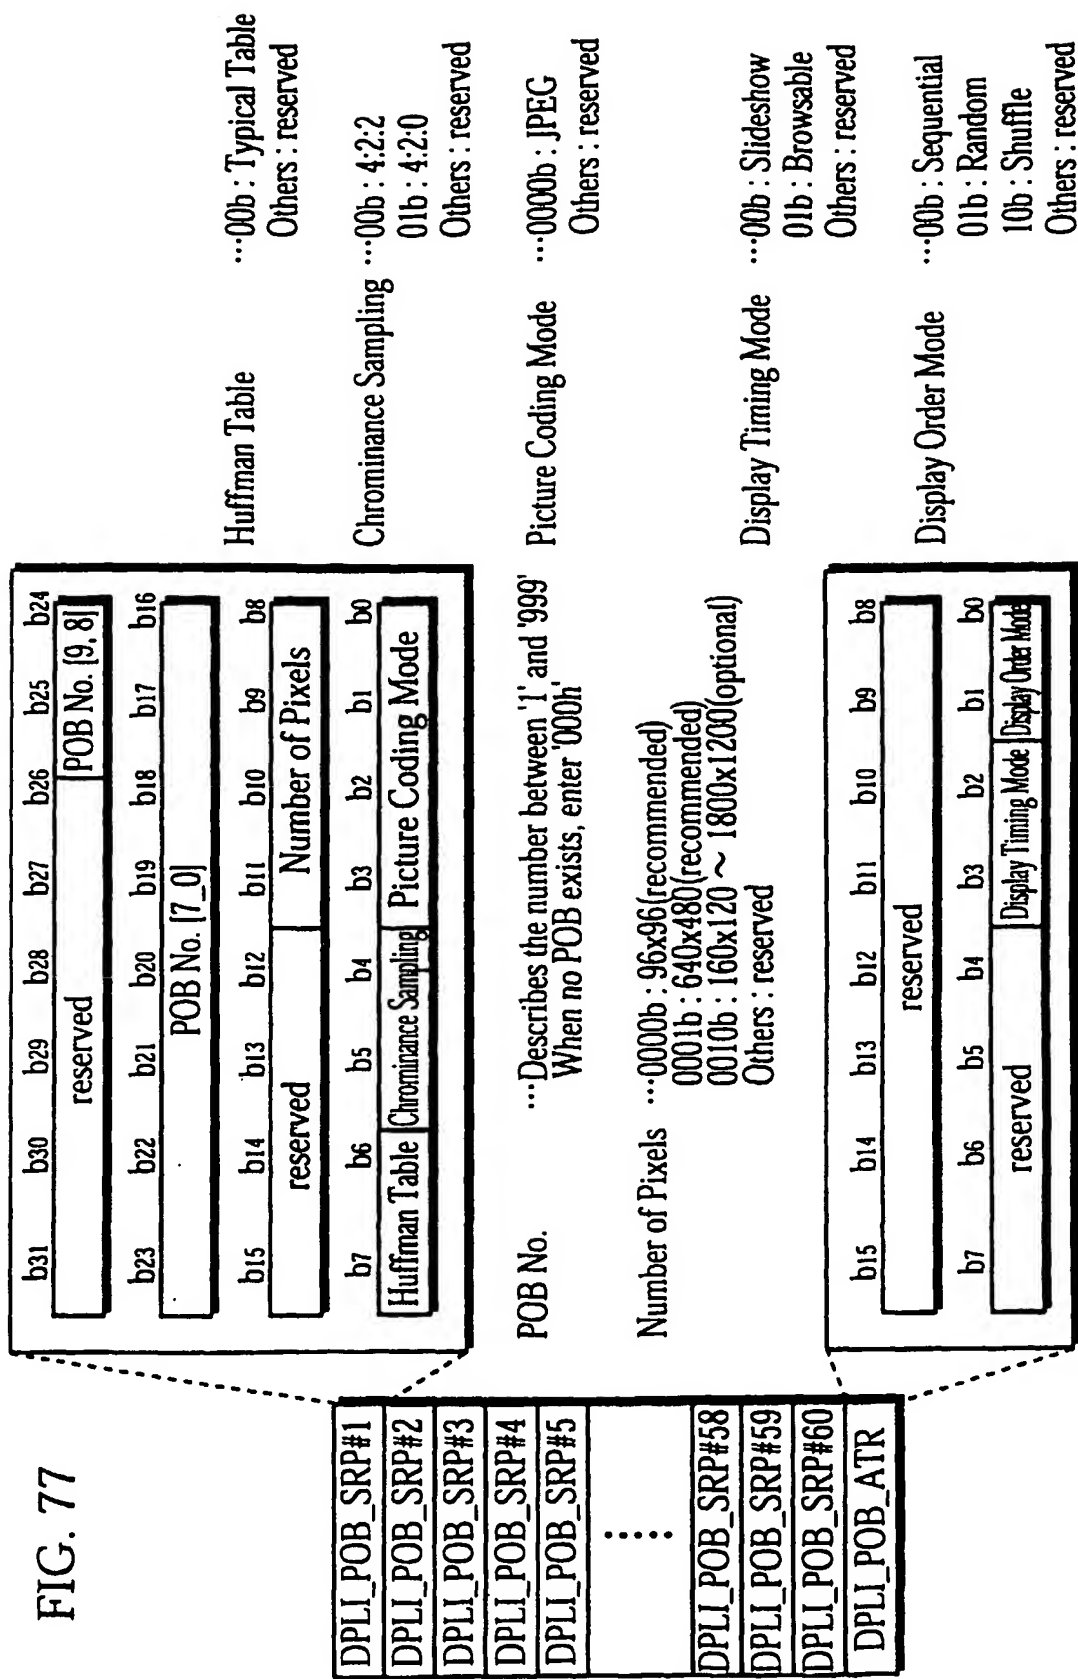 FIG. 77
DPLI_POB_SRP#1
DPLI_POB_SRP#2
DPLI_POB_SRP#3
DPLI_POB_SRP#4
DPLI_POB_SRP#5
DPLI_POB_SRP#58
DPLI_POB_SRP#59
DPLI_POB_SRP#60
DPLI_POB_ATR
b31 b30 b29 b28 b27 b26 b25 b24
reserved POB No. [9, 8]
b23 b22 b21 b20 b19 b18 b17 b16
POB No. [7_0]
b15 b14 b13 b12 b11 b10 b9 b8
reserved Number of Pixels
b7 b6 b5 b4 b3 b2 b1 b0
Huffman Table Chrominance Sampling Picture Coding Mode
POB No. ···Describes the number between '1' and '999'
When no POB exists, enter '000h'
Number of Pixels ···0000b : 96x96(recommended)
0001b : 640x480(recommended)
0010b : 160x120 ~ 1800x1200(optional)
Others : reserved
b15 b14 b13 b12 b11 b10 b9 b8
reserved
b7 b6 b5 b4 b3 b2 b1 b0
reserved Display Timing Mode Display Order Mode
Huffman Table ···00b : Typical Table
Others : reserved
Chrominance Sampling ···00b : 4:2:2
01b : 4:2:0
Others : reserved
Picture Coding Mode ···0000b : JPEG
Others : reserved
Display Timing Mode ···00b : Slideshow
01b : Browsable
Others : reserved
Display Order Mode ···00b : Sequential
01b : Random
10b : Shuffle
Others : reserved